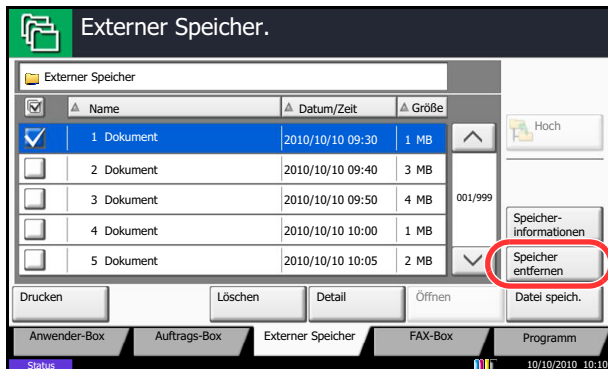 Externer Speicher.
Externer Speicher
Name Datum/Zeit Größe
1 Dokument 2010/10/10 09:30 1 MB
2 Dokument 2010/10/10 09:40 3 MB
3 Dokument 2010/10/10 09:50 4 MB
4 Dokument 2010/10/10 10:00 1 MB
5 Dokument 2010/10/10 10:05 2 MB
001/999
Hoch
Speicher-
informationen
Speicher
entfernen
Drucken Löschen Detail Öffnen Datei speich.
Anwender-Box Auftrags-Box Externer Speicher FAX-Box Programm
Status 10/10/2010 10:10